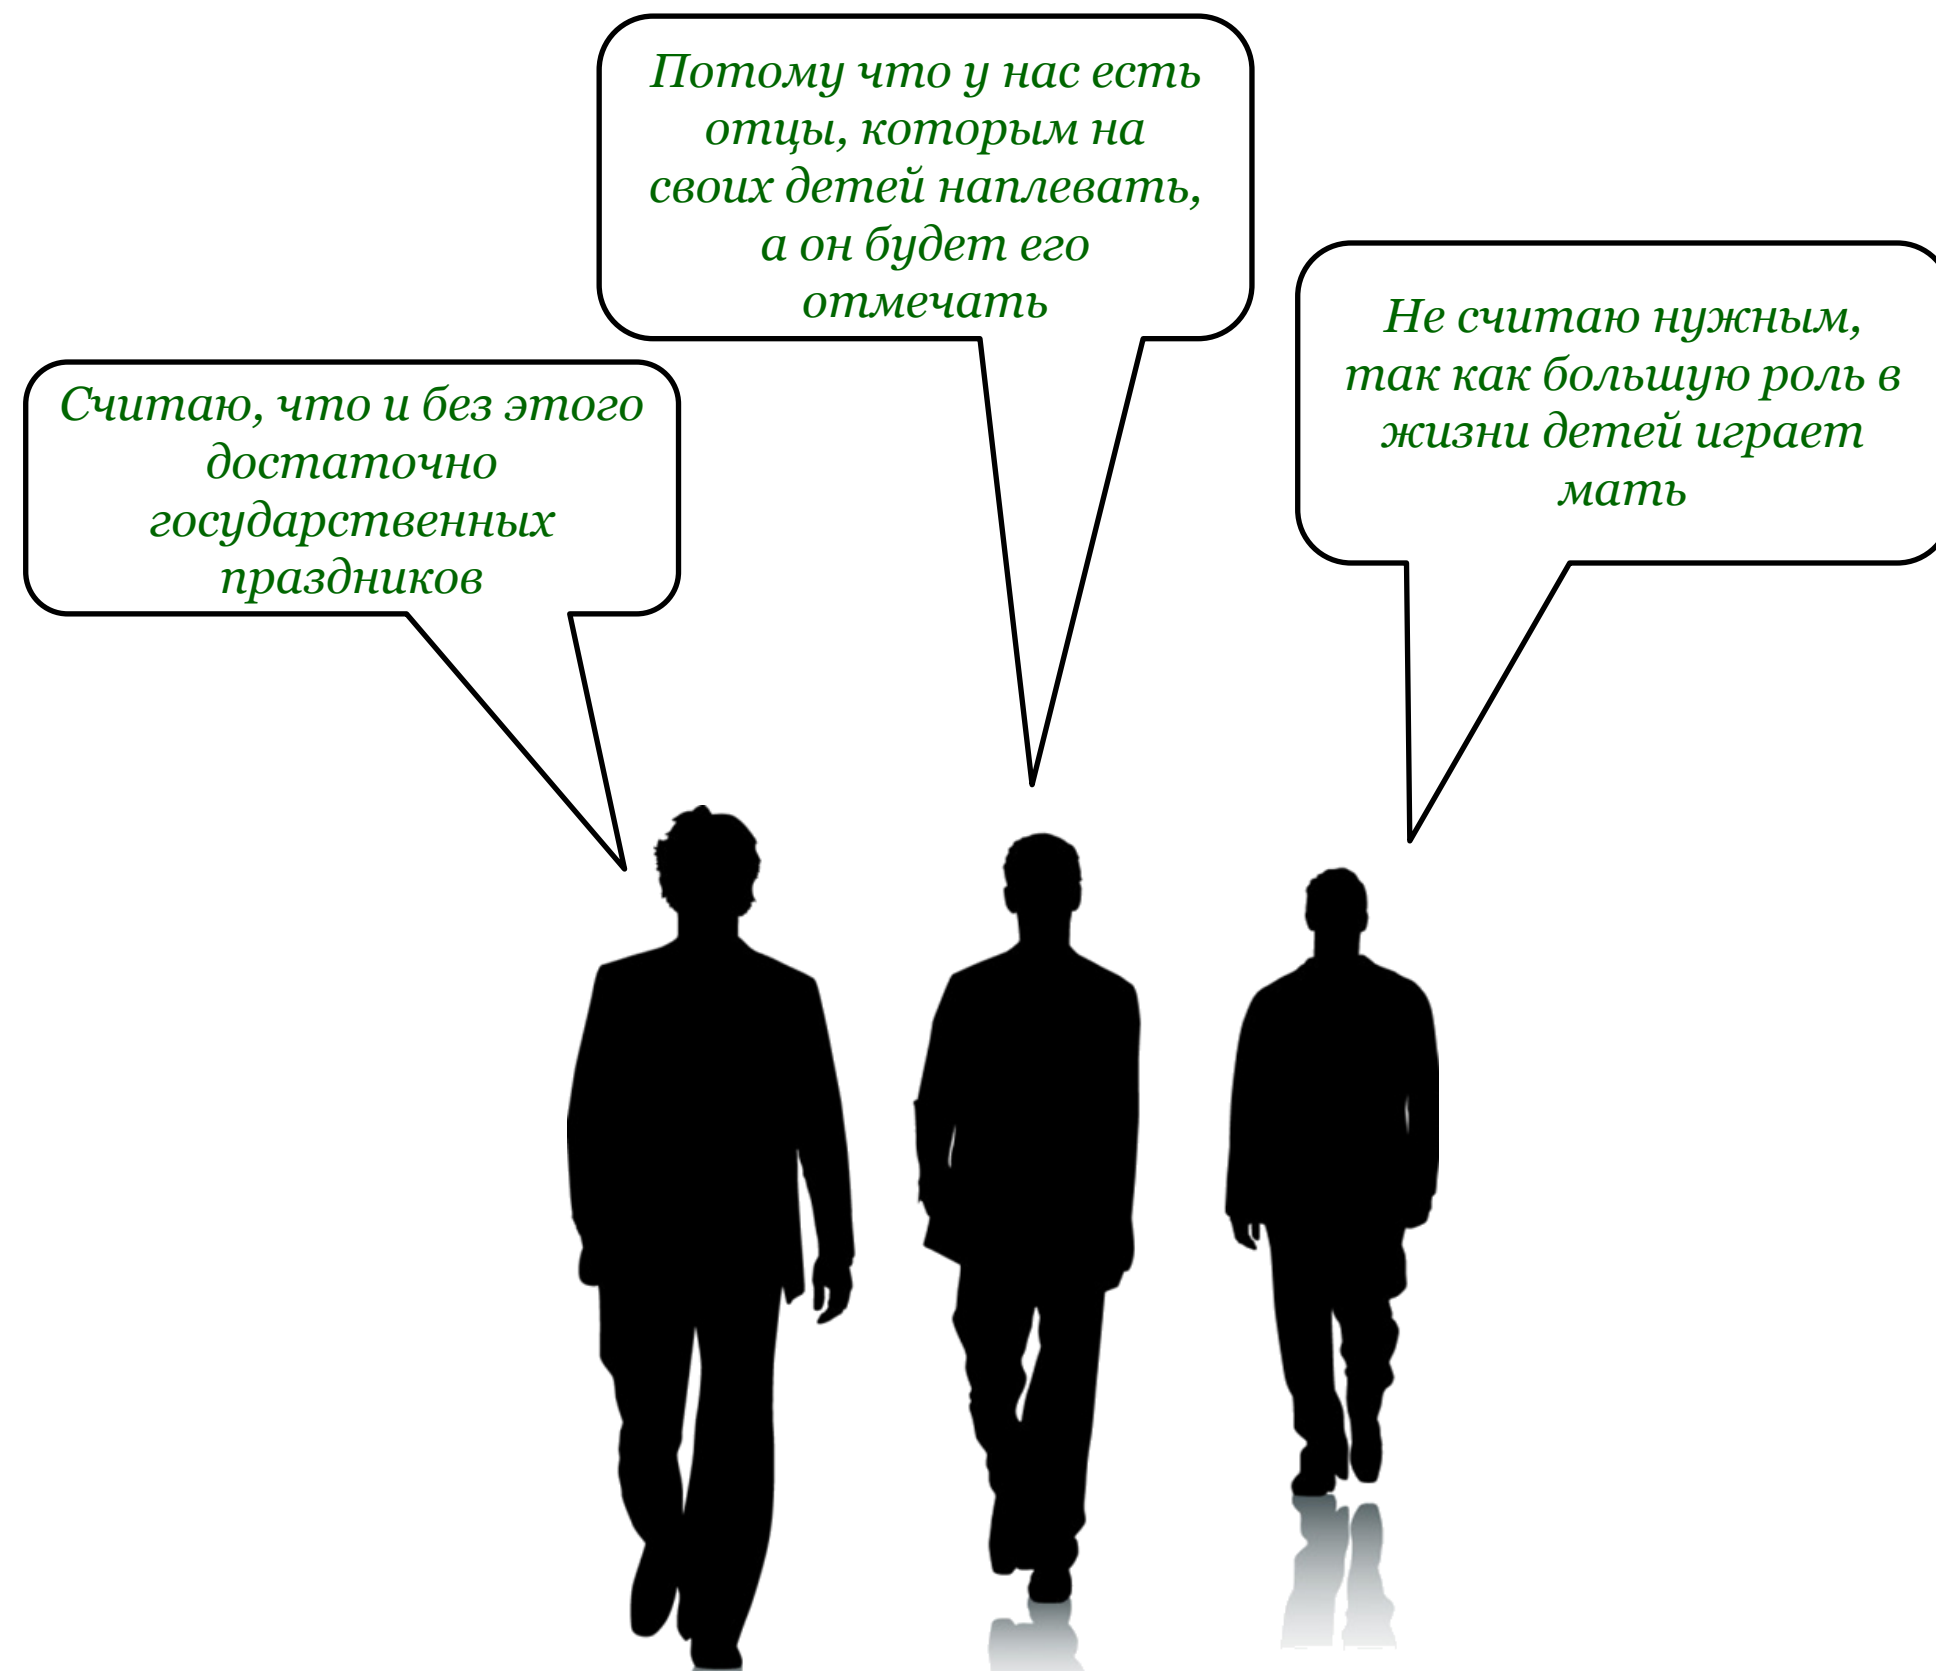 Считаю, что и без этого
достаточно
государственных
праздников
Потому что у нас есть
отцы, которым на
своих детей наплевать,
а он будет его
отмечать
Не считаю нужным,
так как большую роль в
жизни детей играет
мать